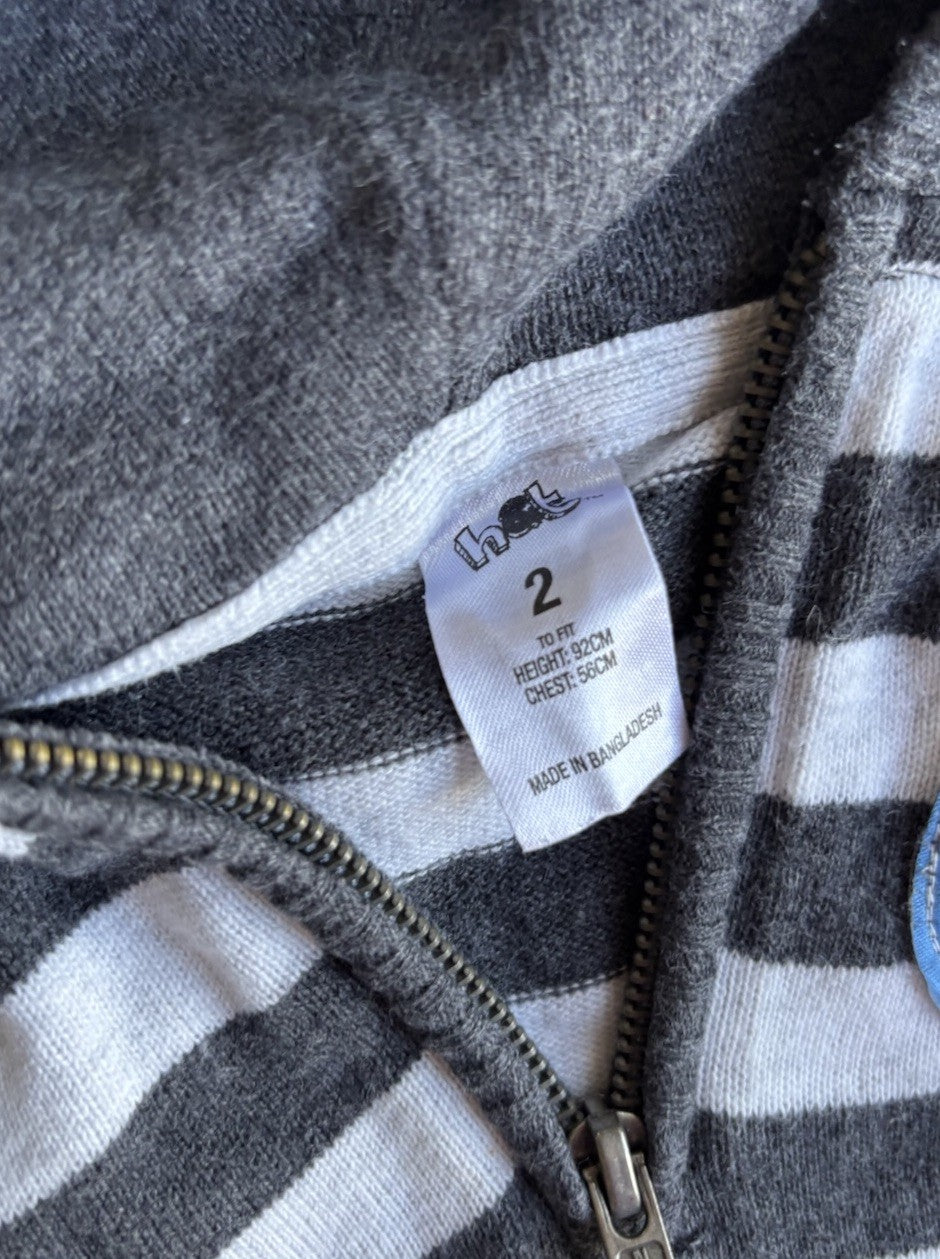 hot
2
TO FIT
HEIGHT: 92CM
CHEST: 56CM
MADE IN BANGLADESH